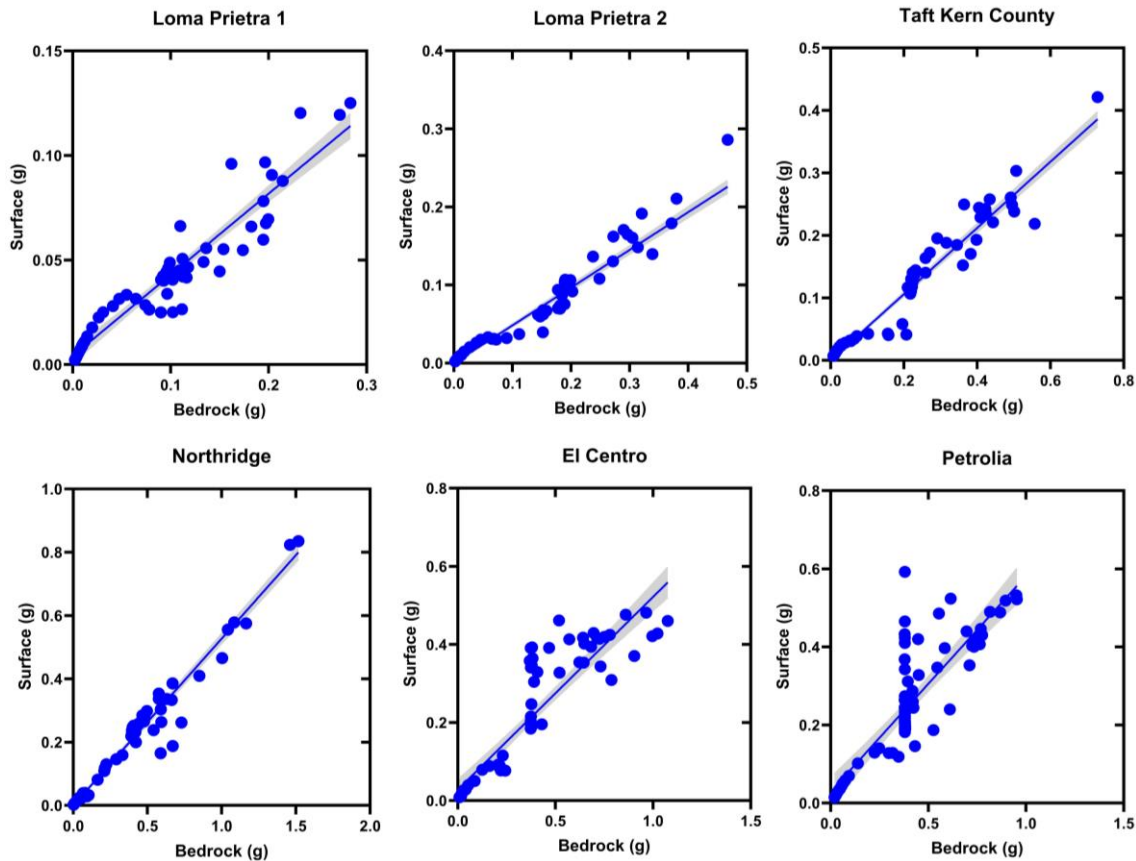 Loma Prietra 1
0.15
0.10
0.05
0.00
Surface (g)
0.0 0.1 0.2 0.3
Bedrock (g)
Loma Prietra 2
0.4
0.3
0.2
0.1
0.0
Surface (g)
0.0 0.1 0.2 0.3 0.4 0.5
Bedrock (g)
Taft Kern County
0.5
0.4
0.3
0.2
0.1
0.0
Surface (g)
0.0 0.2 0.4 0.6 0.8
Bedrock (g)
Northridge
1.0
0.8
0.6
0.4
0.2
0.0
Surface (g)
0.0 0.5 1.0 1.5 2.0
Bedrock (g)
El Centro
0.8
0.6
0.4
0.2
0.0
Surface (g)
0.0 0.5 1.0 1.5
Bedrock (g)
Petrolia
0.8
0.6
0.4
0.2
0.0
Surface (g)
0.0 0.5 1.0 1.5
Bedrock (g)